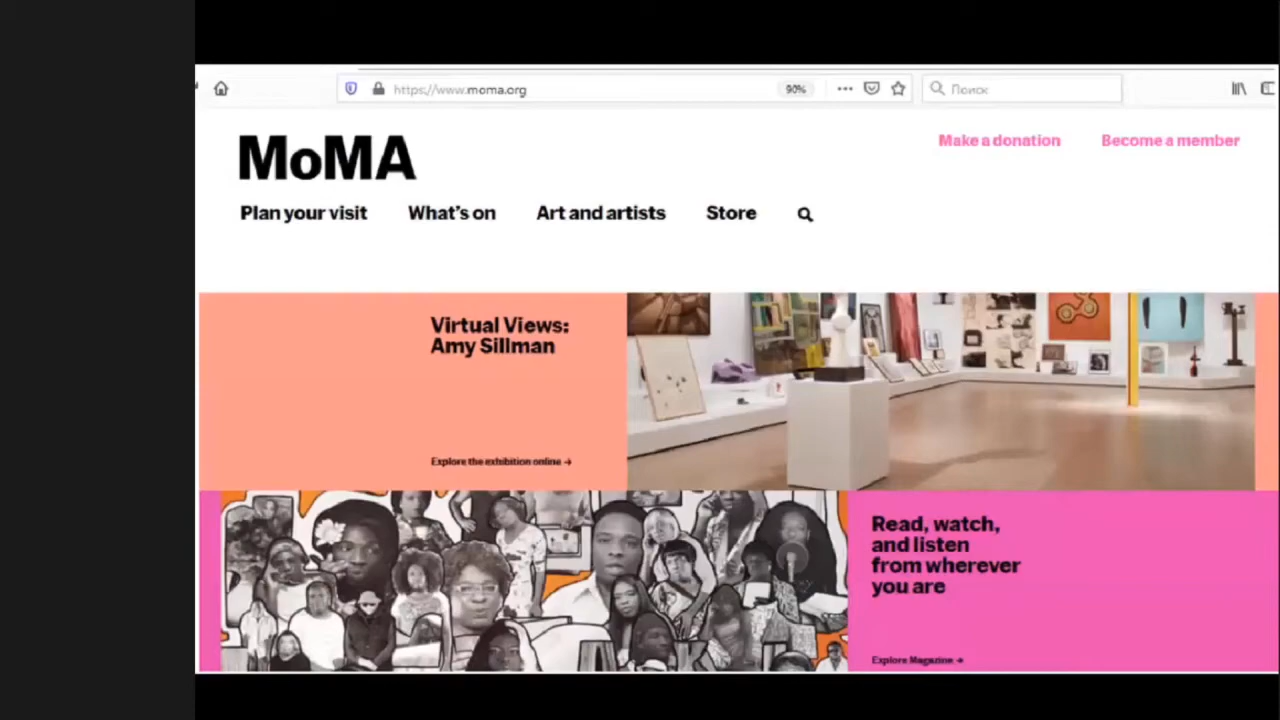 https://www.moma.org 90% Поиск
Make a donation Become a member
MoMA
Plan your visit What's on Art and artists Store
Virtual Views:
Amy Sillman
Explore the exhibition online →
Read, watch,
and listen
from wherever
you are
Explore Magazine →